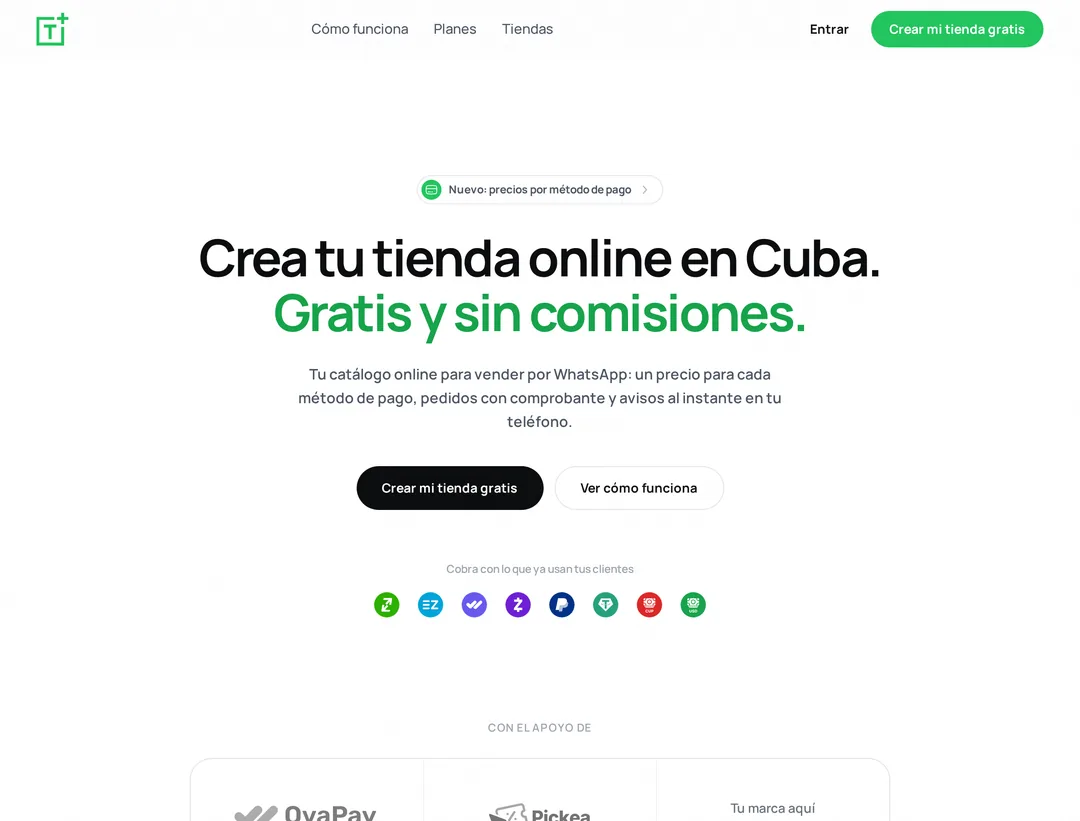 T
Cómo funciona
Planes
Tiendas
Entrar
Crear mi tienda gratis
Nuevo: precios por método de pago
Crea tu tienda online en Cuba.
Gratis y sin comisiones.
Tu catálogo online para vender por WhatsApp: un precio para cada
método de pago, pedidos con comprobante y avisos al instante en tu
teléfono.
Crear mi tienda gratis
Ver cómo funciona
Cobra con lo que ya usan tus clientes
EZ
CUP
USD
CON EL APOYO DE
QvaPay
Pickea
Tu marca aquí